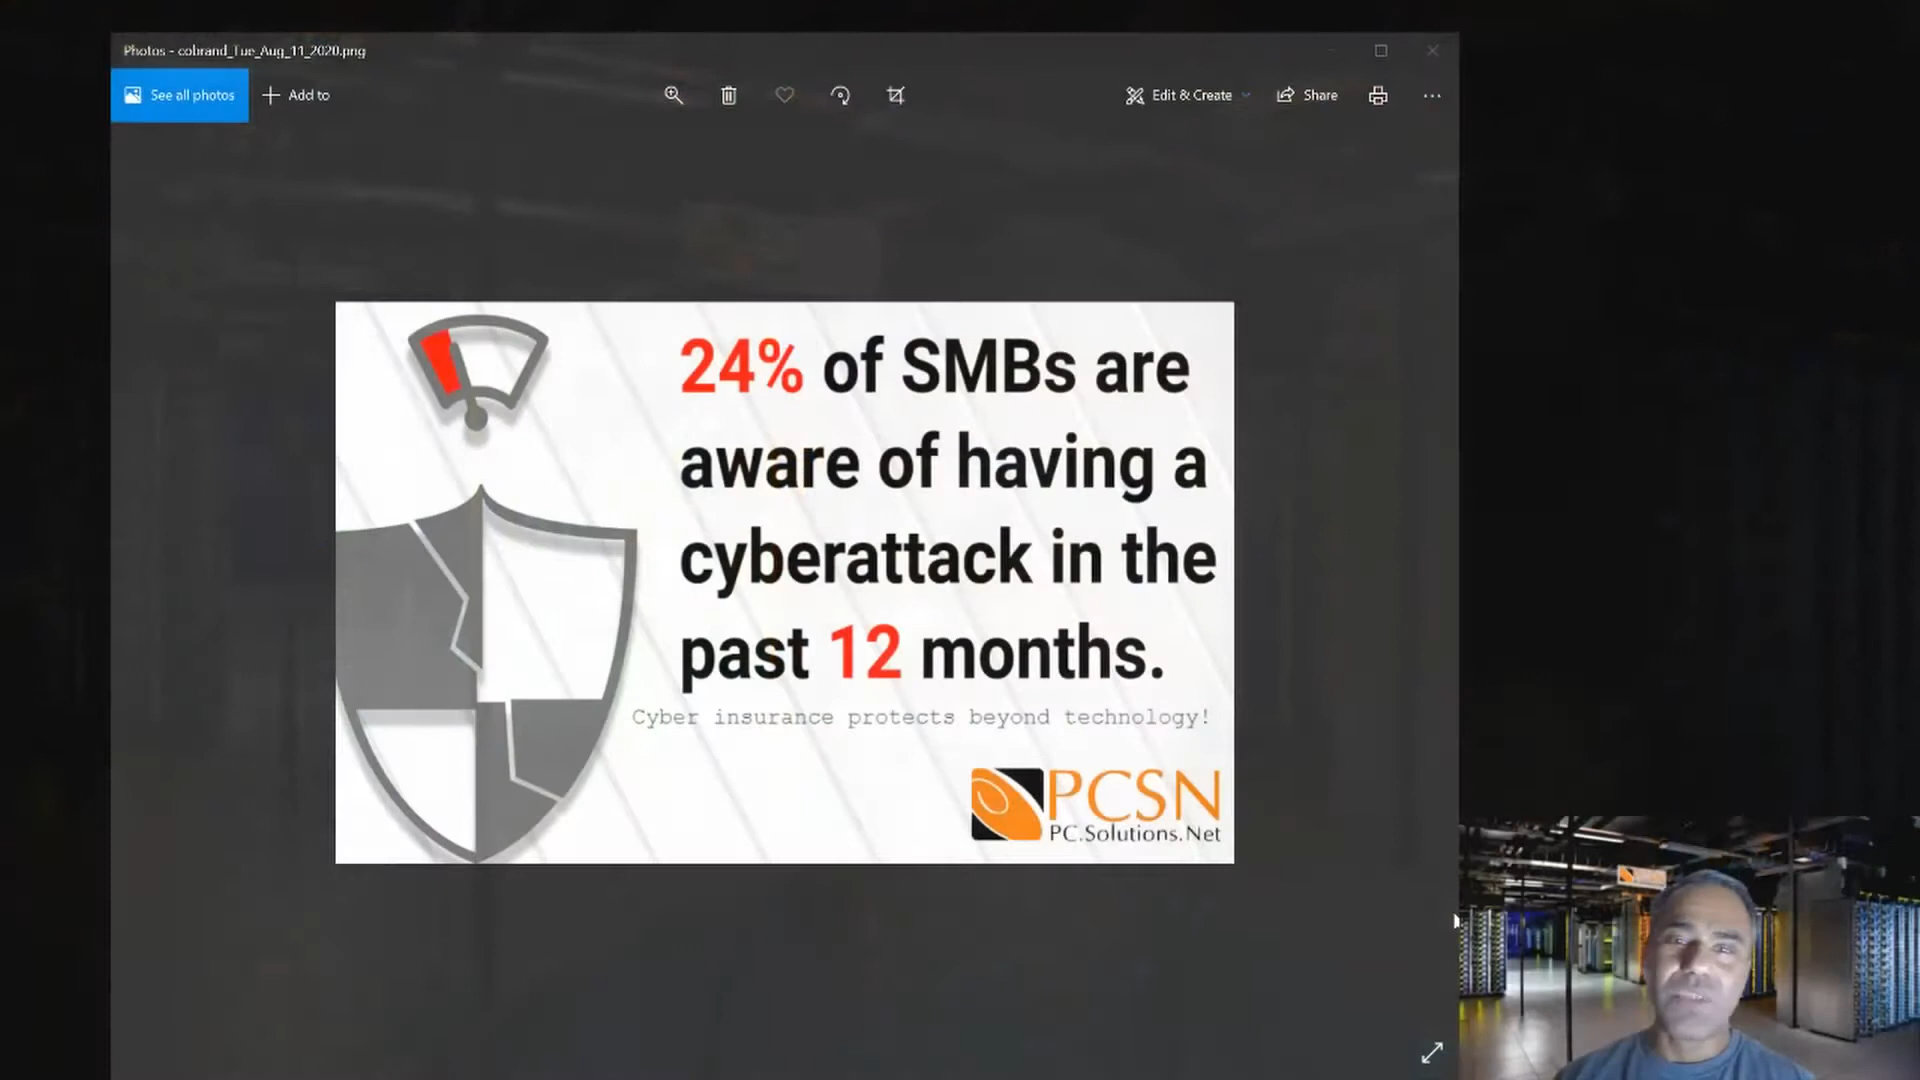 Photos - cobrand_Tue_Aug_11_2020.png
See all photos
Add to
Edit & Create
Share
24% of SMBs are
aware of having a
cyberattack in the
past 12 months.
Cyber insurance protects beyond technology!
PCSN
PC.Solutions.Net